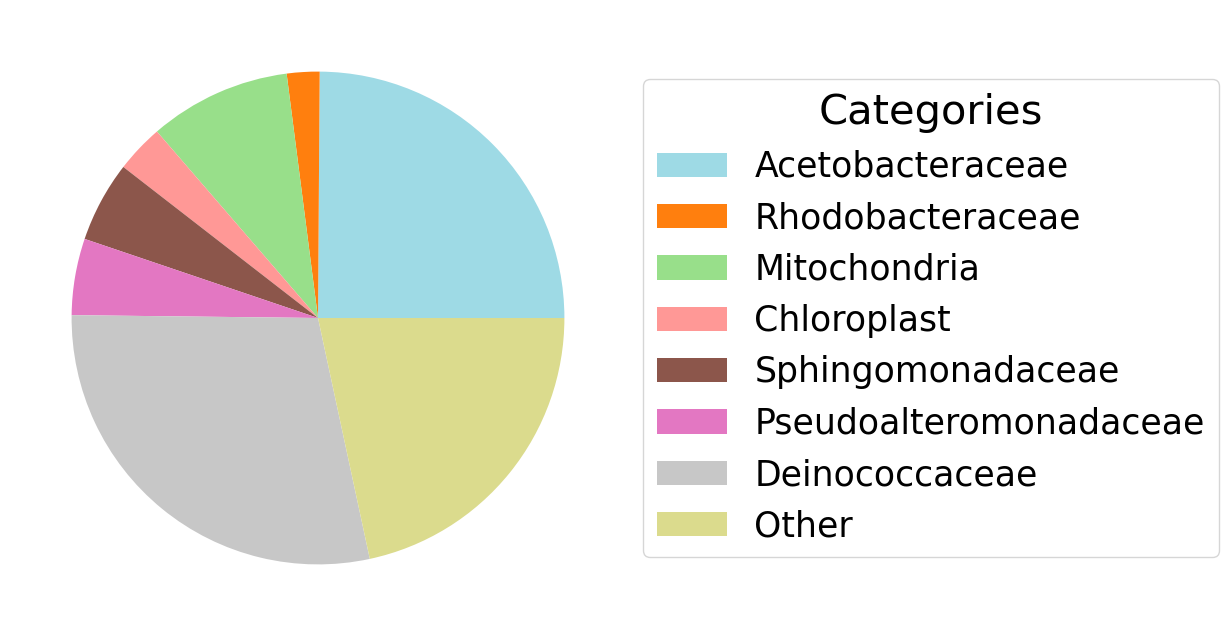 Categories
Acetobacteraceae
Rhodobacteraceae
Mitochondria
Chloroplast
Sphingomonadaceae
Pseudoalteromonadaceae
Deinococcaceae
Other